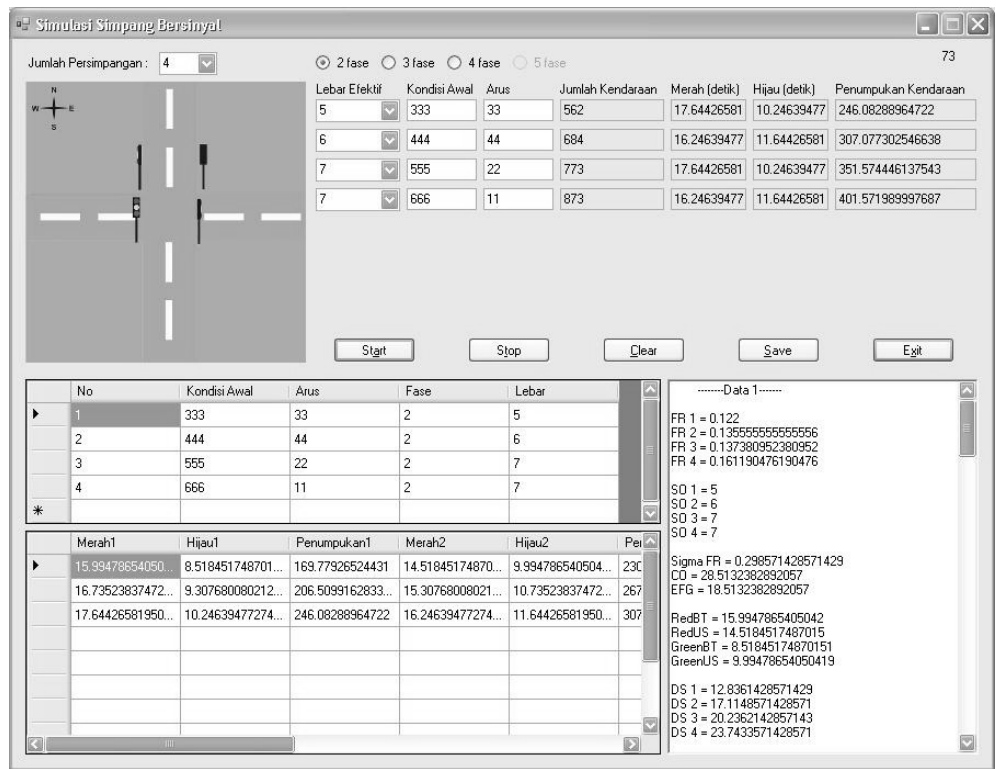 Simulasi Simpang Bersinyal
Jumlah Persimpangan : 4
2 fase 3 fase 4 fase 5 fase
73
N
W E
S
Lebar Efektif Kondisi Awal Arus Jumlah Kendaraan Merah (detik) Hijau (detik) Penumpukan Kendaraan
5 333 33 562 17.64426581 10.24639477 246.08288964722
6 444 44 684 16.24639477 11.64426581 307.077302546638
7 555 22 773 17.64426581 10.24639477 351.574446137543
7 666 11 873 16.24639477 11.64426581 401.571989997687
Start Stop Clear Save Exit
No Kondisi Awal Arus Fase Lebar
1 333 33 2 5
2 444 44 2 6
3 555 22 2 7
4 666 11 2 7
Merah1 Hijau1 Penumpukan1 Merah2 Hijau2 Per
15.99478654050... 8.518451748701... 169.77926524431 14.51845174870... 9.994786540504... 230
16.73523837472... 9.307680080212... 206.5099162833... 15.30768008021... 10.73523837472... 267
17.64426581950... 10.24639477274... 246.08288964722 16.24639477274... 11.64426581950... 307
--------Data 1-------
FR 1 = 0.122
FR 2 = 0.135555555555556
FR 3 = 0.137380952380952
FR 4 = 0.161190476190476
SO 1 = 5
SO 2 = 6
SO 3 = 7
SO 4 = 7
Sigma FR = 0.298571428571429
CO = 28.5132382892057
EFG = 18.5132382892057
RedBT = 15.9947865405042
RedUS = 14.5184517487015
GreenBT = 8.51845174870151
GreenUS = 9.99478654050419
DS 1 = 12.8361428571429
DS 2 = 17.1148571428571
DS 3 = 20.2362142857143
DS 4 = 23.7433571428571